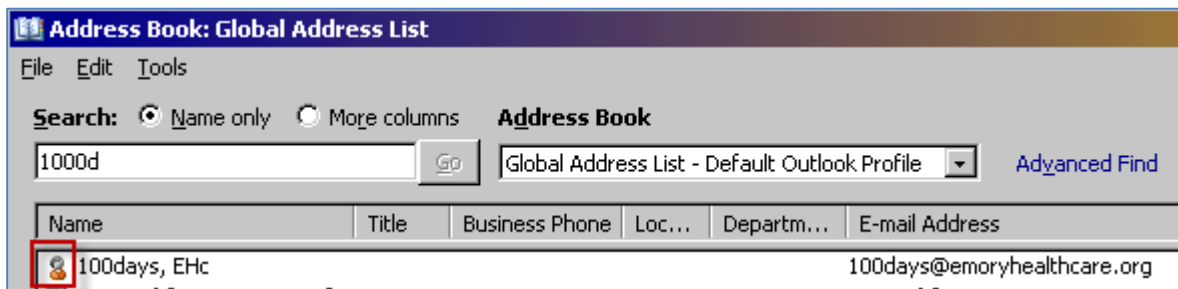 Address Book: Global Address List
File Edit Tools
Search: Name only More columns Address Book
1000d Go Global Address List - Default Outlook Profile Advanced Find
Name Title Business Phone Loc... Departm... E-mail Address
100days, EHc 100days@emoryhealthcare.org